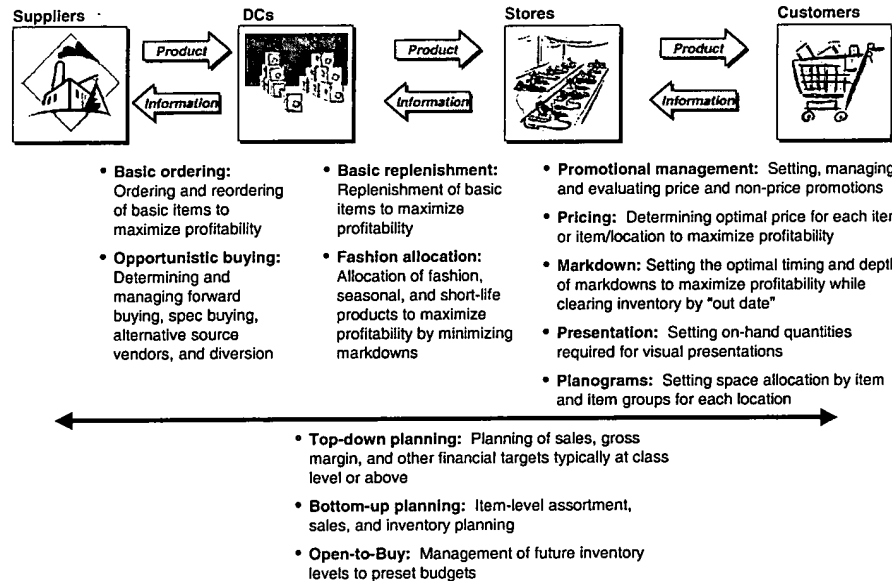 Suppliers
DCs
Stores
Customers
Product
Product
Product
Information
Information
Information
• Basic ordering:
Ordering and reordering
of basic items to
maximize profitability
• Opportunistic buying:
Determining and
managing forward
buying, spec buying,
alternative source
vendors, and diversion
• Basic replenishment:
Replenishment of basic
items to maximize
profitability
• Fashion allocation:
Allocation of fashion,
seasonal, and short-life
products to maximize
profitability by minimizing
markdowns
• Promotional management: Setting, managing
and evaluating price and non-price promotions
• Pricing: Determining optimal price for each iter
or item/location to maximize profitability
• Markdown: Setting the optimal timing and depth
of markdowns to maximize profitability while
clearing inventory by "out date"
• Presentation: Setting on-hand quantities
required for visual presentations
• Planograms: Setting space allocation by item
and item groups for each location
• Top-down planning: Planning of sales, gross
margin, and other financial targets typically at class
level or above
• Bottom-up planning: Item-level assortment,
sales, and inventory planning
• Open-to-Buy: Management of future inventory
levels to preset budgets